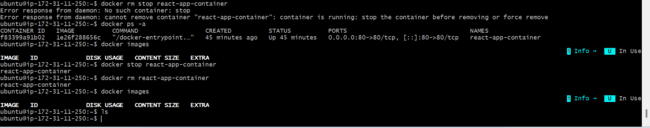 ubuntu@ip-172-31-11-250:~$ docker rm stop react-app-container
Error response from daemon: No such container: stop
Error response from daemon: cannot remove container "react-app-container": container is running: stop the container before removing or force remove
ubuntu@ip-172-31-11-250:~$ docker ps -a
CONTAINER ID IMAGE COMMAND CREATED STATUS PORTS NAMES
f83399a91b02 1e26f288656c "/docker-entrypoint.…" 45 minutes ago Up 45 minutes 0.0.0.0:80->80/tcp, [::]:80->80/tcp react-app-container
ubuntu@ip-172-31-11-250:~$ docker images
i Info → U In Use
IMAGE ID DISK USAGE CONTENT SIZE EXTRA
ubuntu@ip-172-31-11-250:~$ docker stop react-app-container
react-app-container
ubuntu@ip-172-31-11-250:~$ docker rm react-app-container
react-app-container
ubuntu@ip-172-31-11-250:~$ docker images
i Info → U In Use
IMAGE ID DISK USAGE CONTENT SIZE EXTRA
ubuntu@ip-172-31-11-250:~$ ls
ubuntu@ip-172-31-11-250:~$